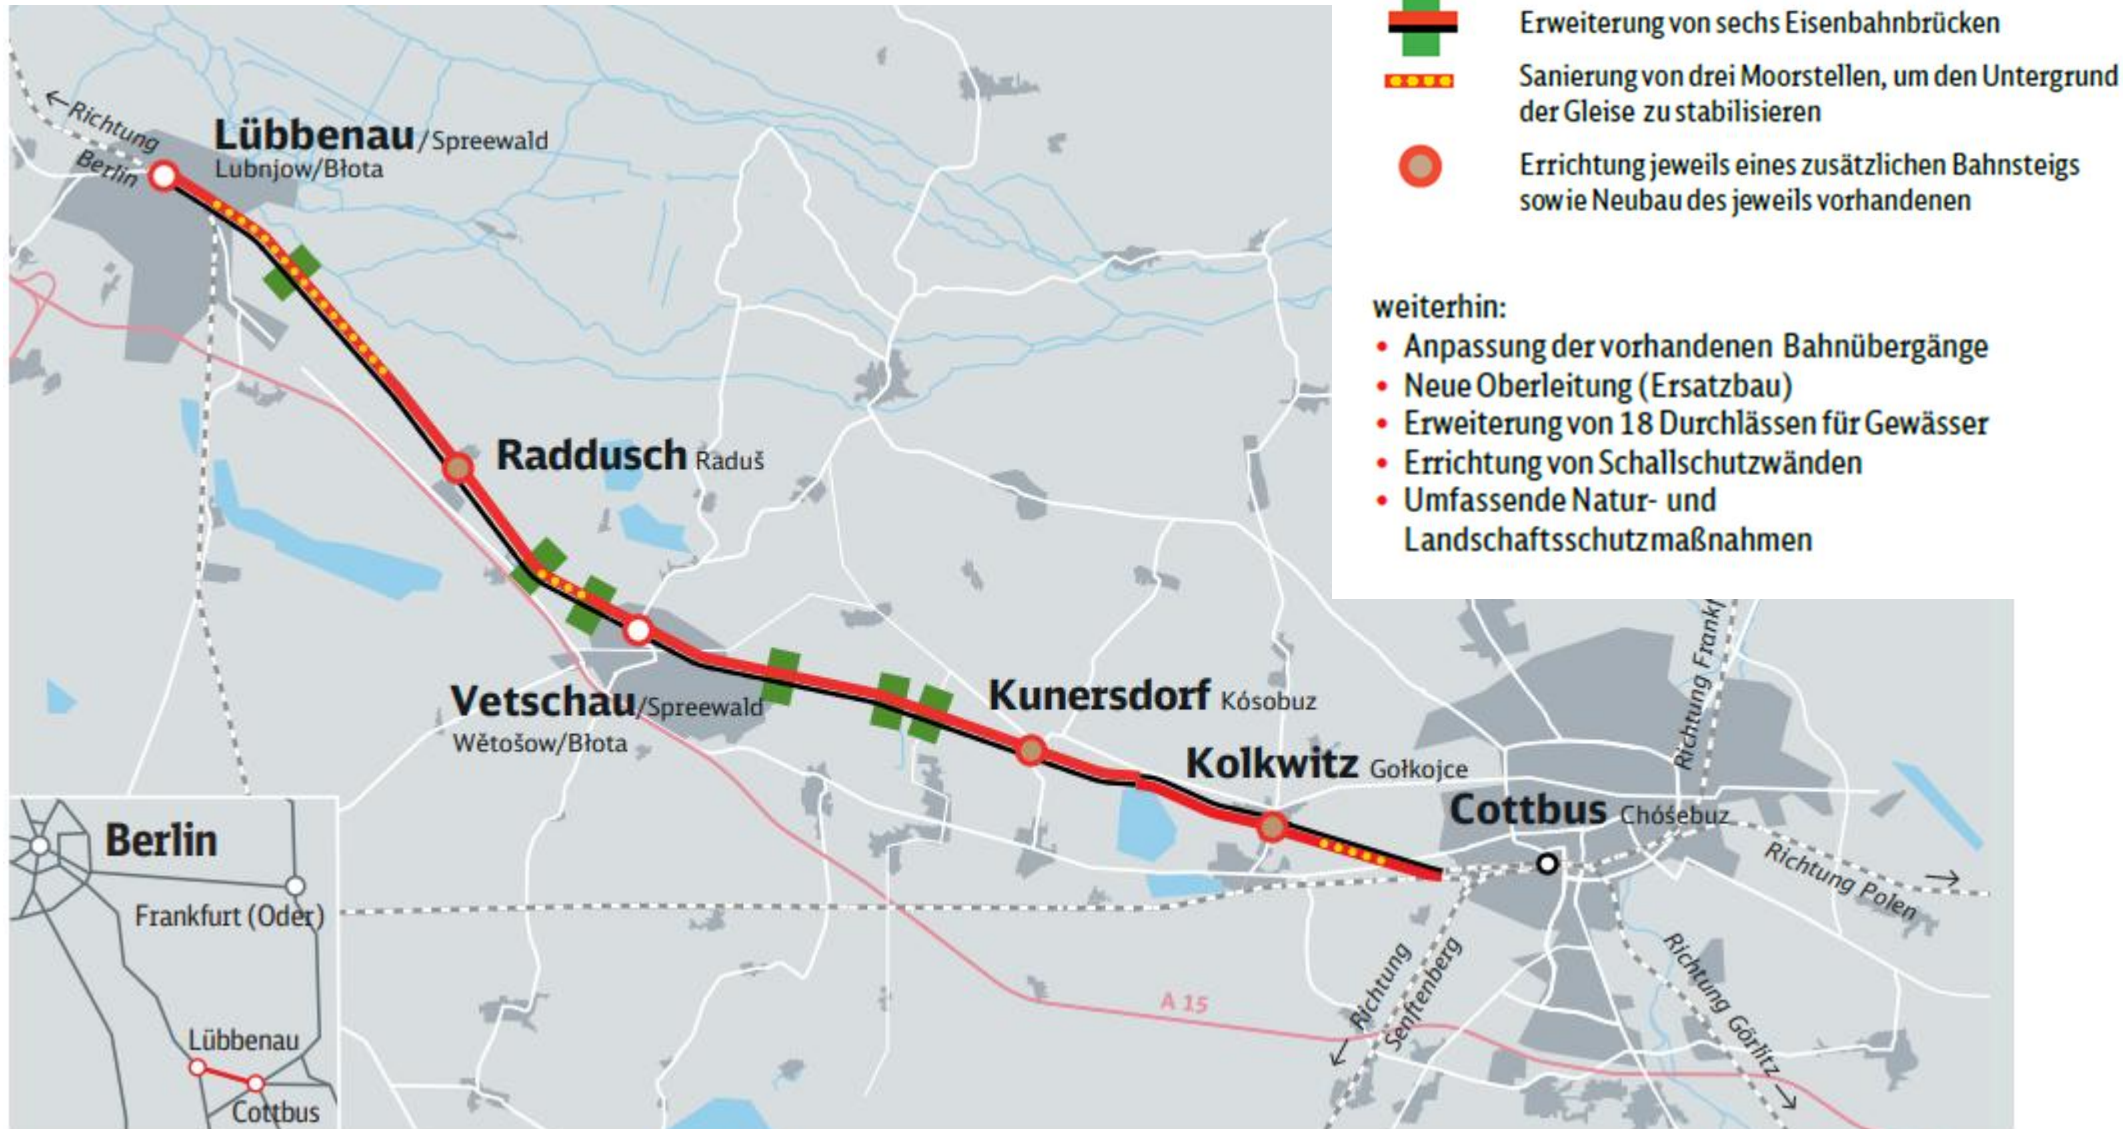 Erweiterung von sechs Eisenbahnbrücken
Sanierung von drei Moorstellen, um den Untergrund
der Gleise zu stabilisieren
Errichtung jeweils eines zusätzlichen Bahnsteigs
sowie Neubau des jeweils vorhandenen
weiterhin:
• Anpassung der vorhandenen Bahnübergänge
• Neue Oberleitung (Ersatzbau)
• Erweiterung von 18 Durchlässen für Gewässer
• Errichtung von Schallschutzwänden
• Umfassende Natur- und
Landschaftsschutzmaßnahmen
←Richtung
Berlin
Lübbenau/Spreewald
Lubnjow/Błota
Raddusch Raduš
Vetschau/Spreewald
Wětošow/Błota
Kunersdorf Kósobuz
Kolkwitz Gołkojce
Cottbus Chóśebuz
Richtung
Richtung Polen
→
Richtung
Senftenberg
←
Richtung Görlitz →
A 15
Berlin
Frankfurt (Oder)
Lübbenau
Cottbus